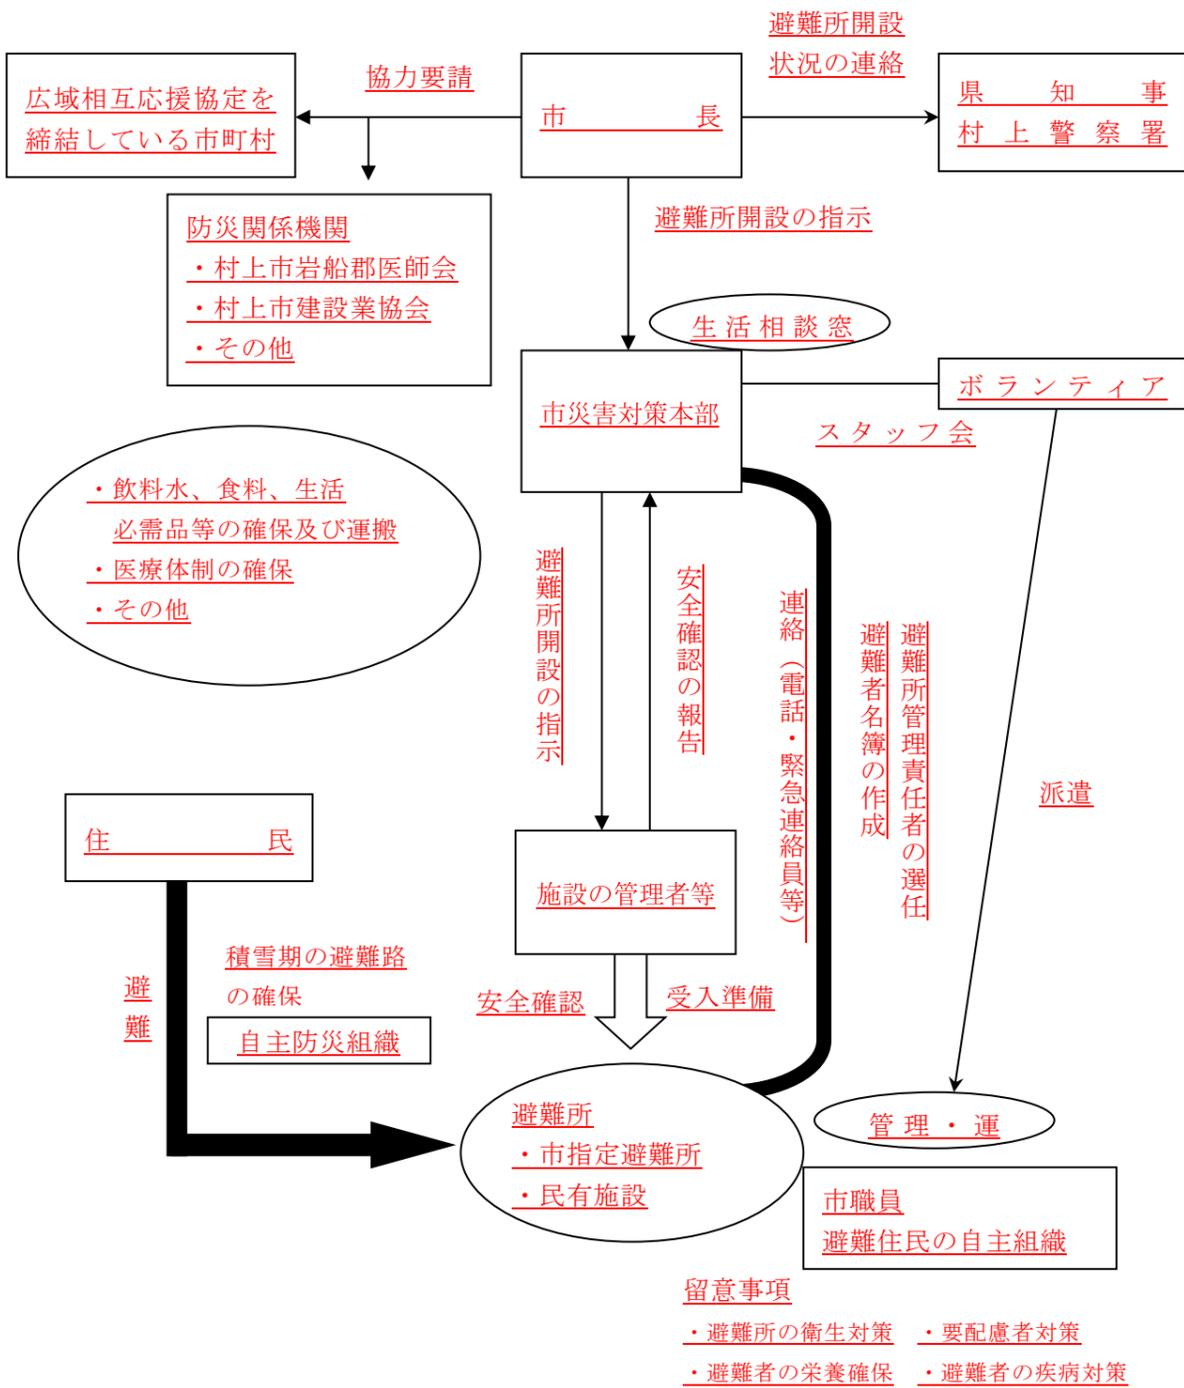 避難所開設
状況の連絡
協力要請
広域相互応援協定を
締結している市町村
市長
県知事
村上警察署
避難所開設の指示
防災関係機関
・村上市岩船郡医師会
・村上市建設業協会
・その他
生活相談窓
市災害対策本部
ボランティア
スタッフ会
・飲料水、食料、生活
必需品等の確保及び運搬
・医療体制の確保
・その他
避難所開設の指示
安全確認の報告
連絡（電話・緊急連絡員等）
避難所管理責任者の選任
避難者名簿の作成
派遣
住民
施設の管理者等
避難
積雪期の避難路
の確保
自主防災組織
安全確認
受入準備
避難所
・市指定避難所
・民有施設
管理・運
市職員
避難住民の自主組織
留意事項
・避難所の衛生対策 ・要配慮者対策
・避難者の栄養確保 ・避難者の疾病対策